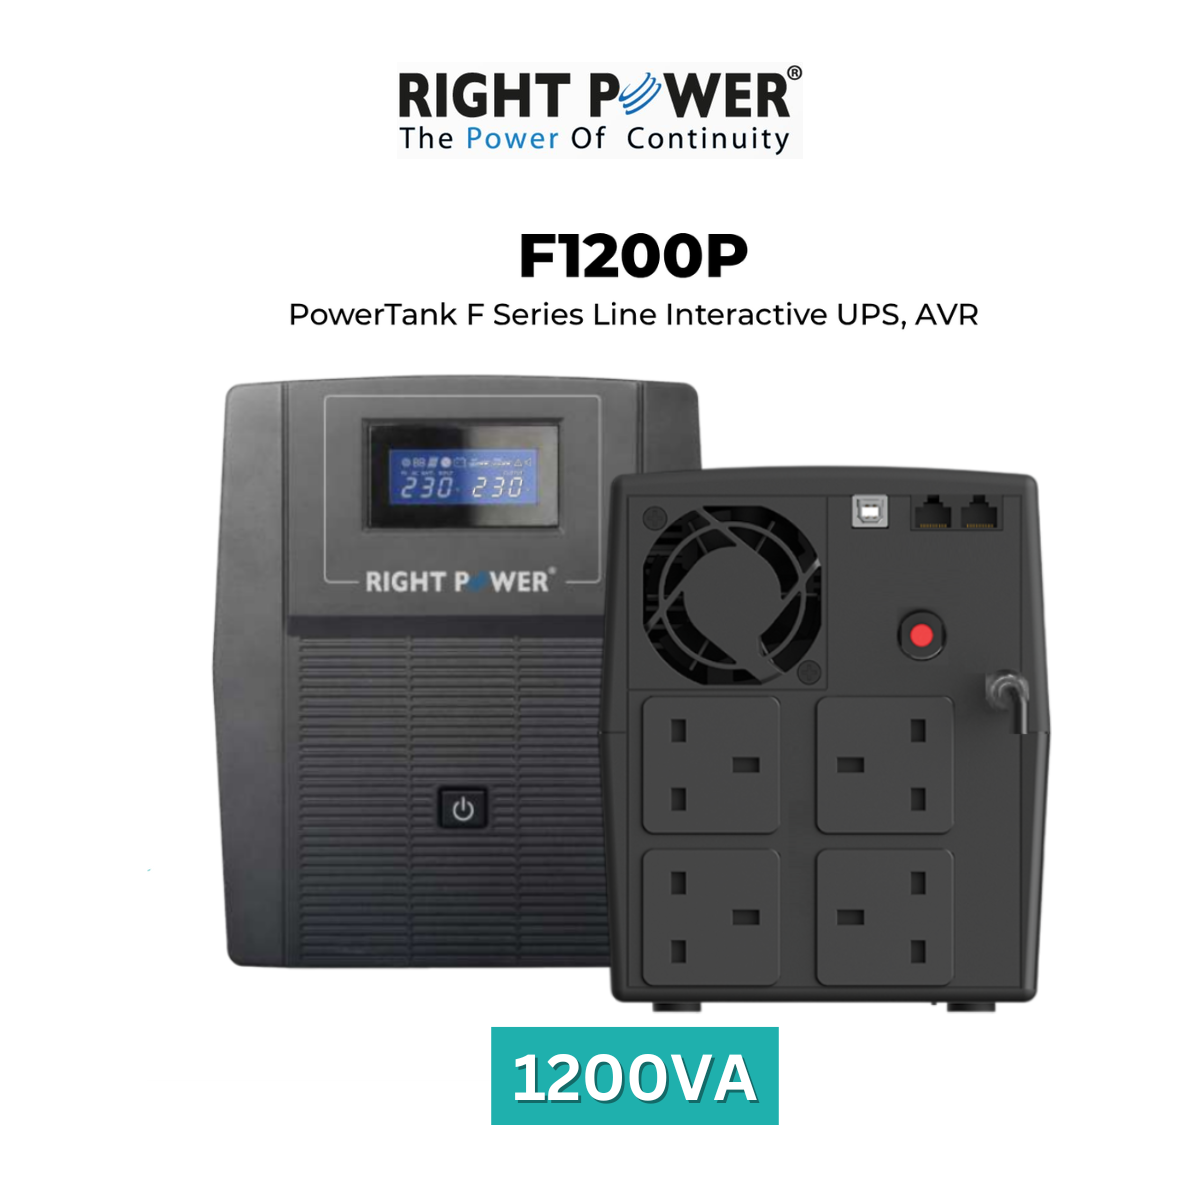 RIGHT POWER®
The Power Of Continuity
F1200P
PowerTank F Series Line Interactive UPS, AVR
230 230
RIGHT POWER®
1200VA